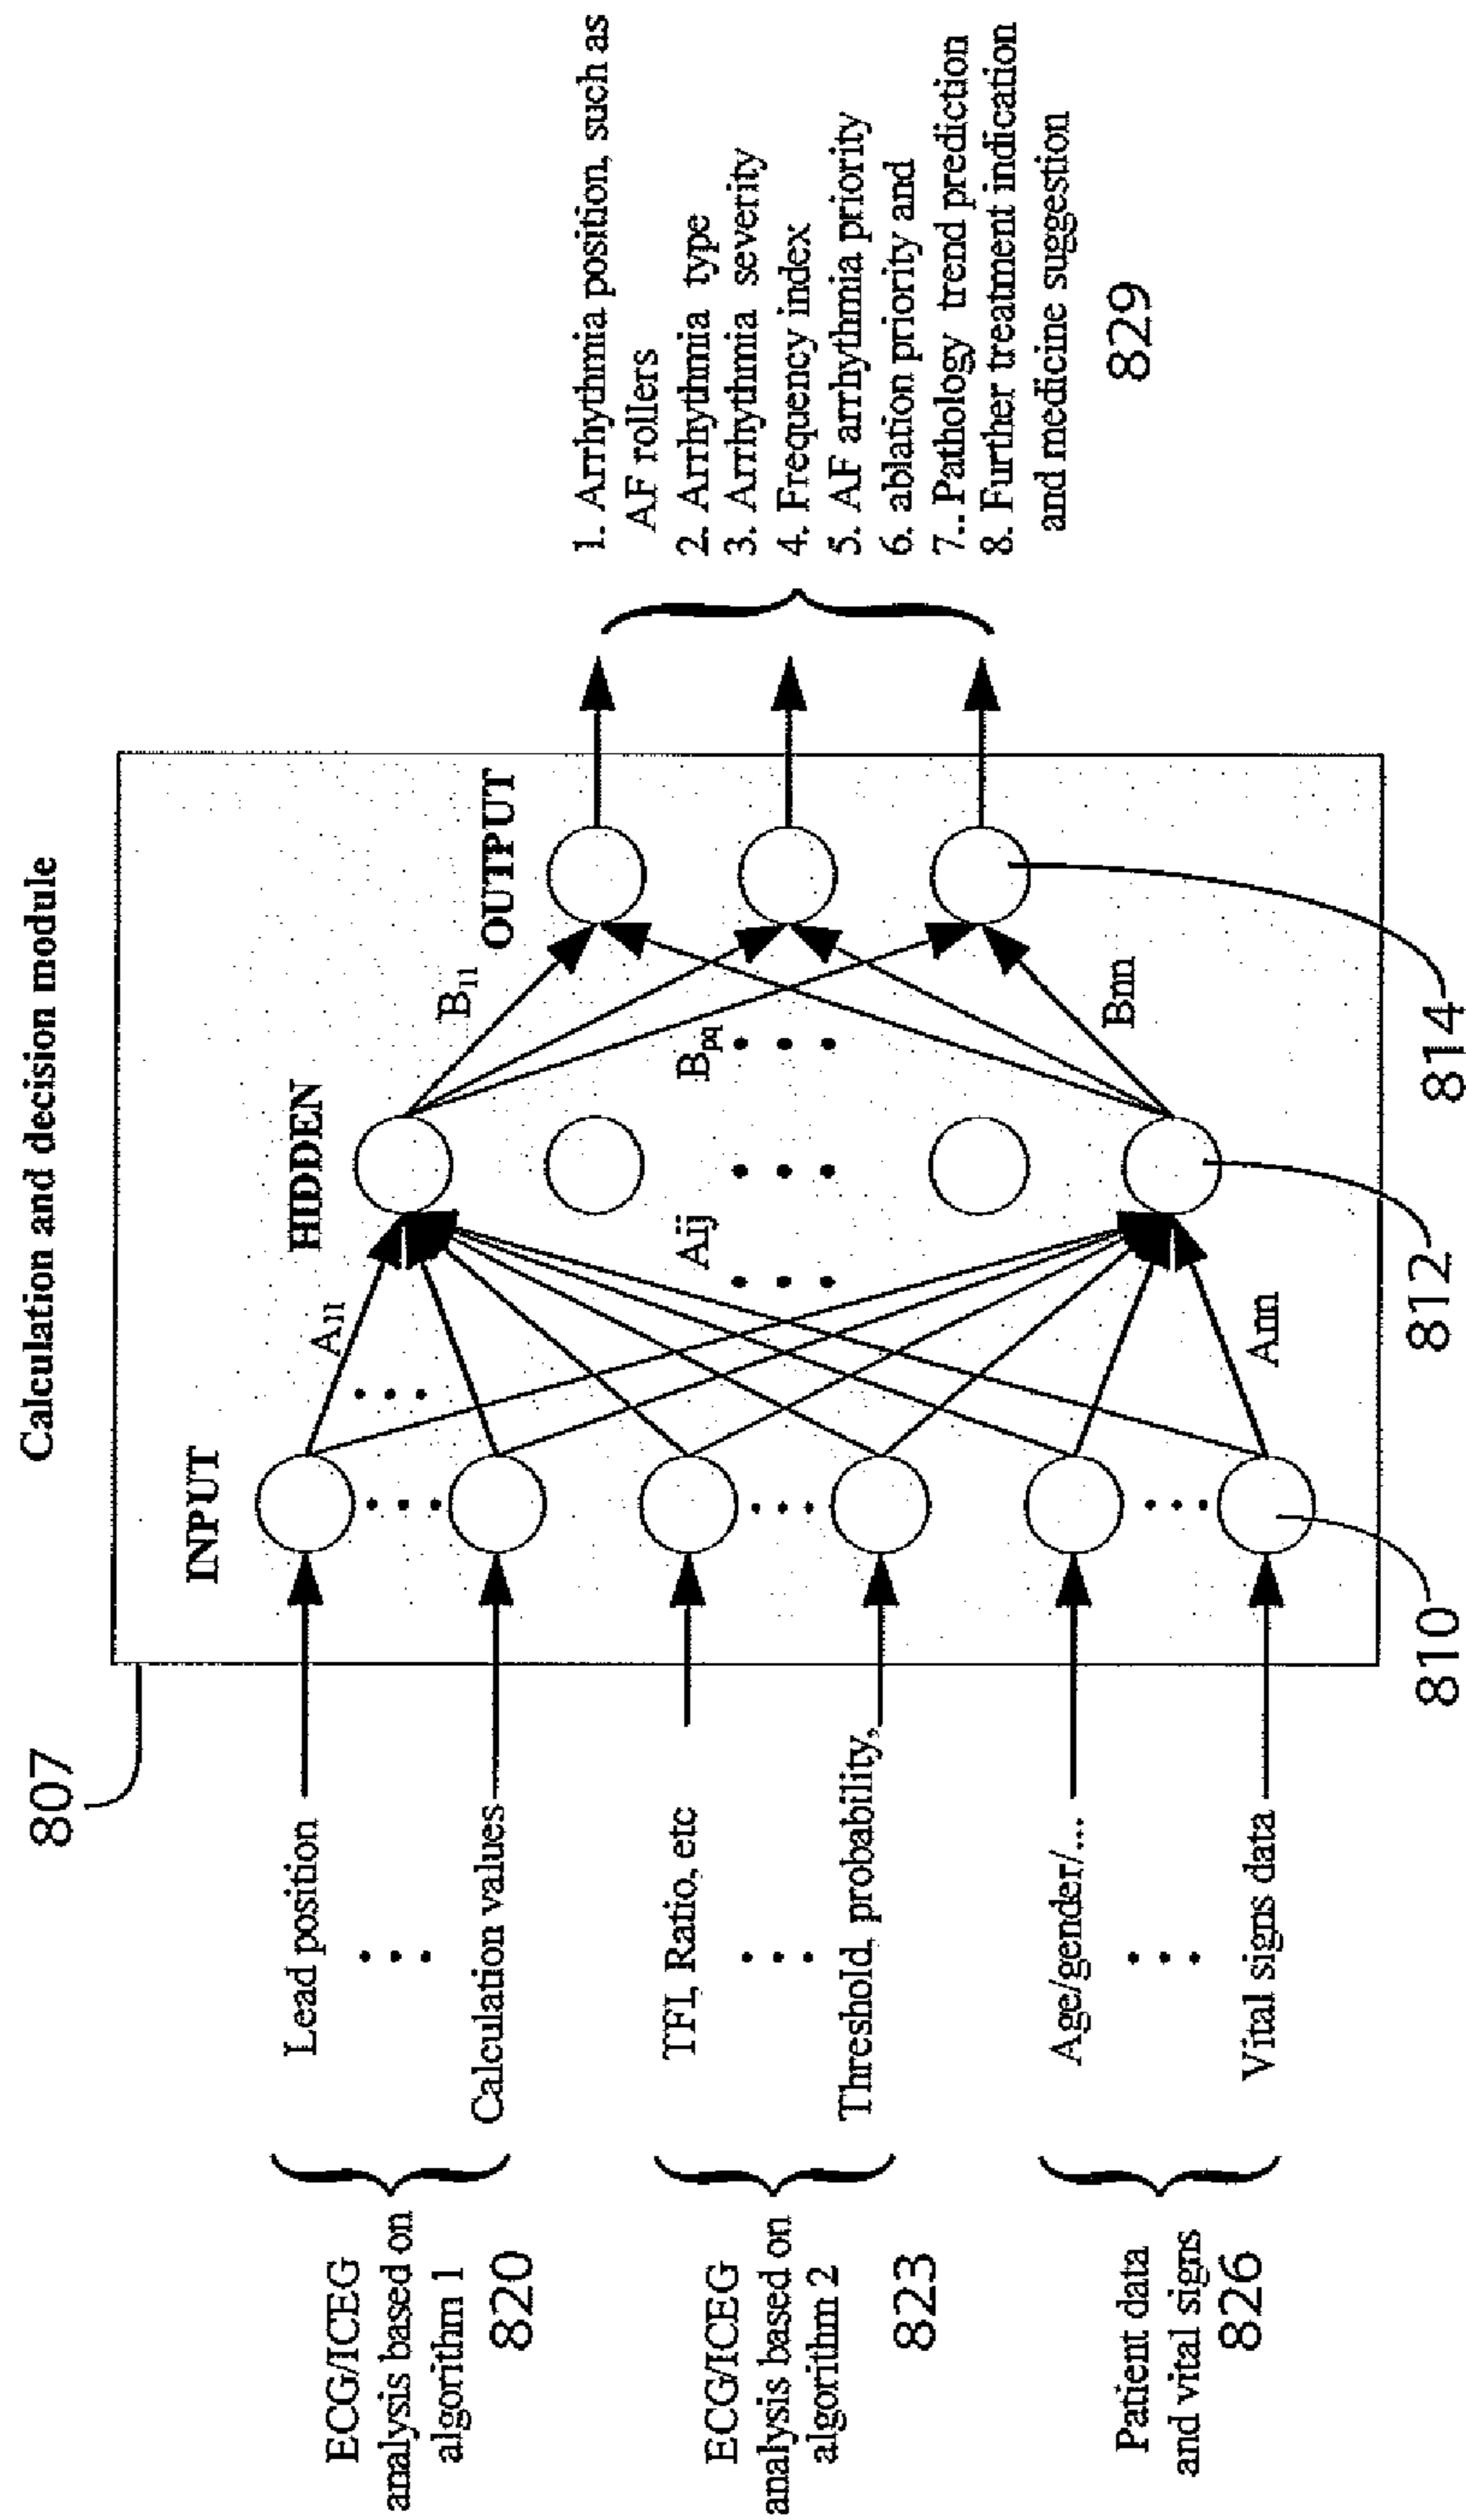 Calculation and decision module
807
INPUT
HIDDEN
OUTPUT
ECG/ICEG
analysis based on
algorithm 1
820
Lead position
Calculation values
ECG/ICEG
analysis based on
algorithm 2
823
TFI, Ratio, etc
Threshold, probability,
Patient data
and vital signs
826
Age/gender/...
Vital signs data
A11
Aij
Ann
B11
Bpq
Bnn
1. Arrhythmia position, such as
AF rollers
2. Arrhythmia type
3. Arrhythmia severity
4. Frequency index
5. AF arrhythmia priority
6. ablation priority and
7.. Pathology trend prediction
8. Further treatment indication
and medicine suggestion
829
810
812
814